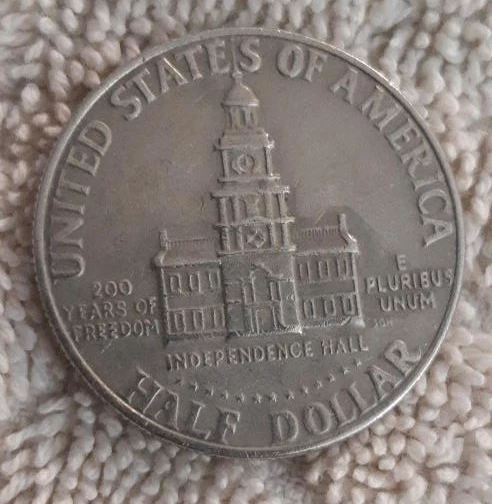 UNITED STATES OF AMERICA
200
YEARS OF
FREEDOM
E
PLURIBUS
UNUM
INDEPENDENCE HALL
HALF DOLLAR